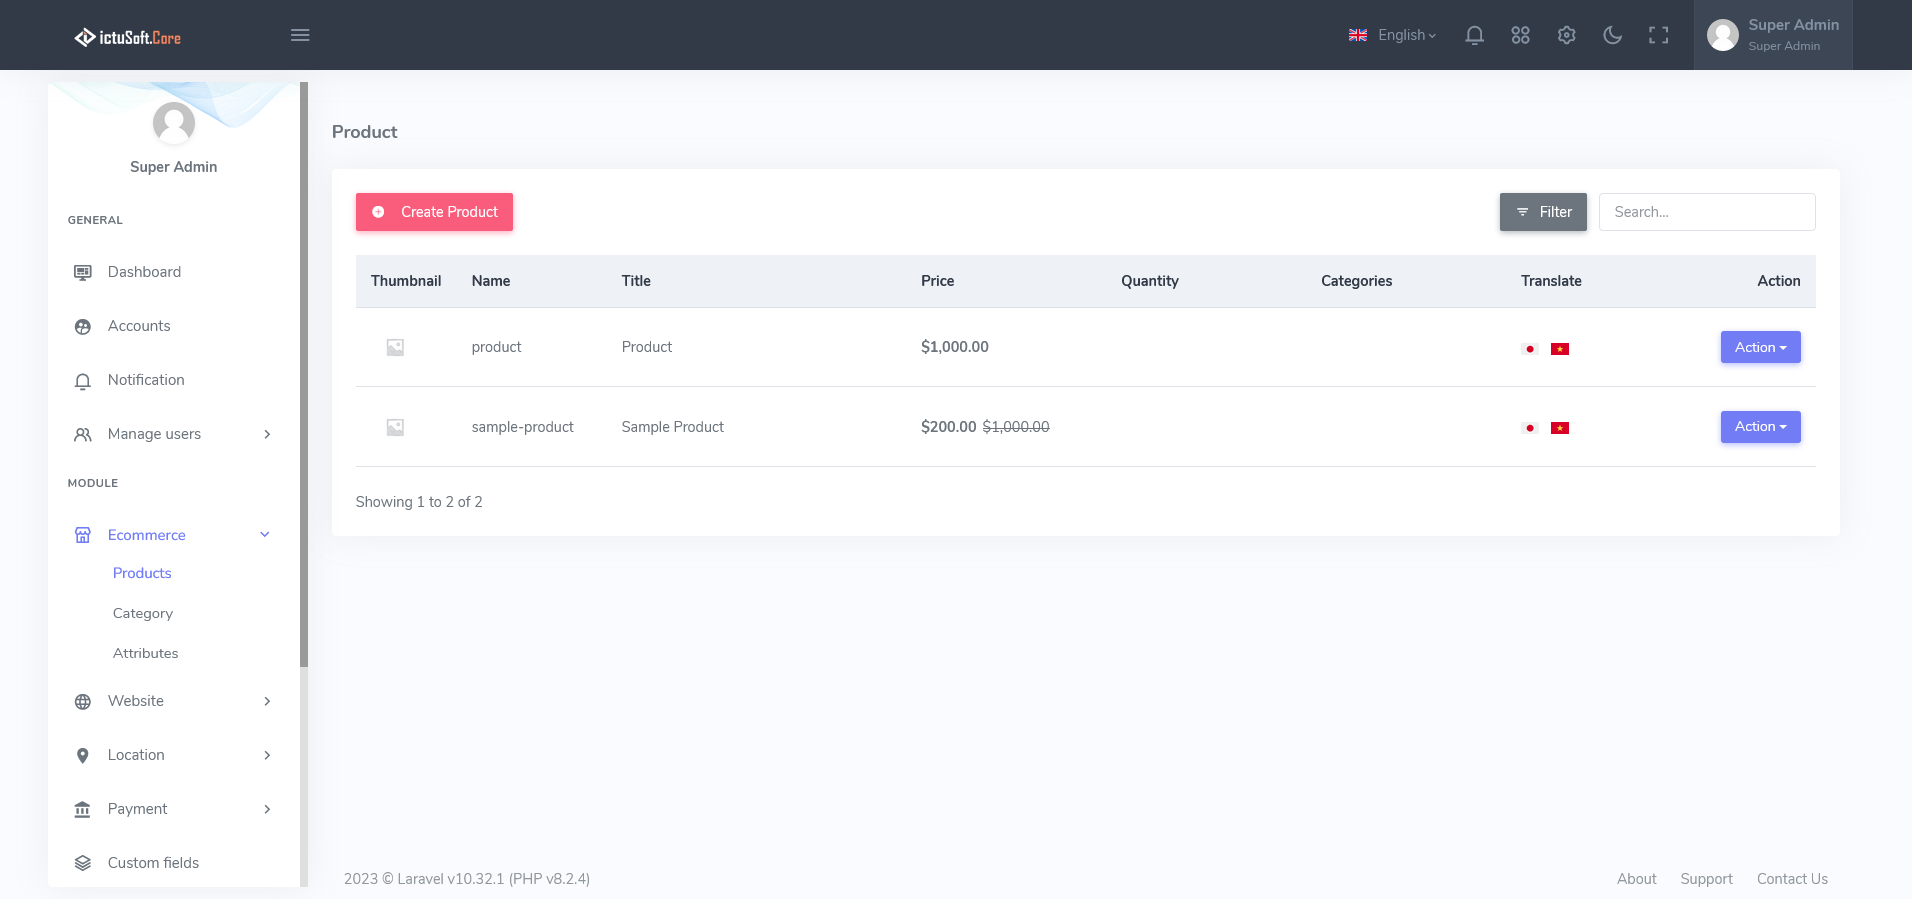 ictuSoft.Core
English
Super Admin
Super Admin
Super Admin
GENERAL
Dashboard
Accounts
Notification
Manage users
MODULE
Ecommerce
Products
Category
Attributes
Website
Location
Payment
Custom fields
Product
Create Product
Filter
Search...
Thumbnail Name Title Price Quantity Categories Translate Action
product Product $1,000.00 Action
sample-product Sample Product $200.00 $1,000.00 Action
Showing 1 to 2 of 2
2023 © Laravel v10.32.1 (PHP v8.2.4)
About Support Contact Us